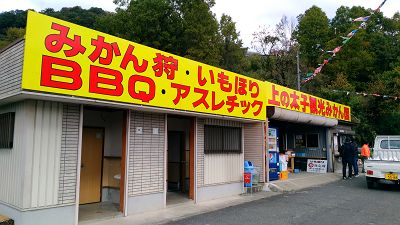 みかん狩・いもほり
BBQ・アスレチック
上の太子観光みかん園